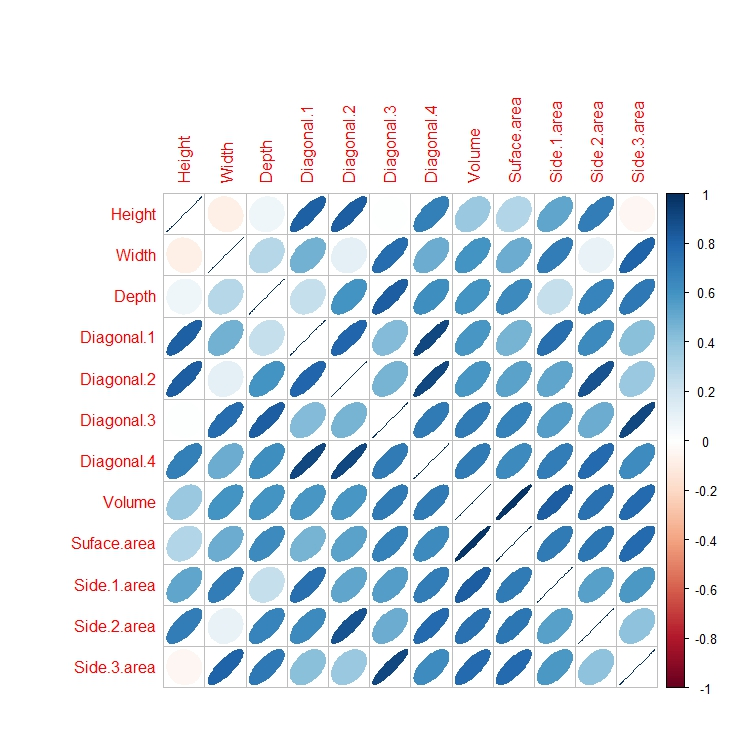 Height
Width
Depth
Diagonal.1
Diagonal.2
Diagonal.3
Diagonal.4
Volume
Suface.area
Side.1.area
Side.2.area
Side.3.area
Height
Width
Depth
Diagonal.1
Diagonal.2
Diagonal.3
Diagonal.4
Volume
Suface.area
Side.1.area
Side.2.area
Side.3.area
1
0.8
0.6
0.4
0.2
0
-0.2
-0.4
-0.6
-0.8
-1